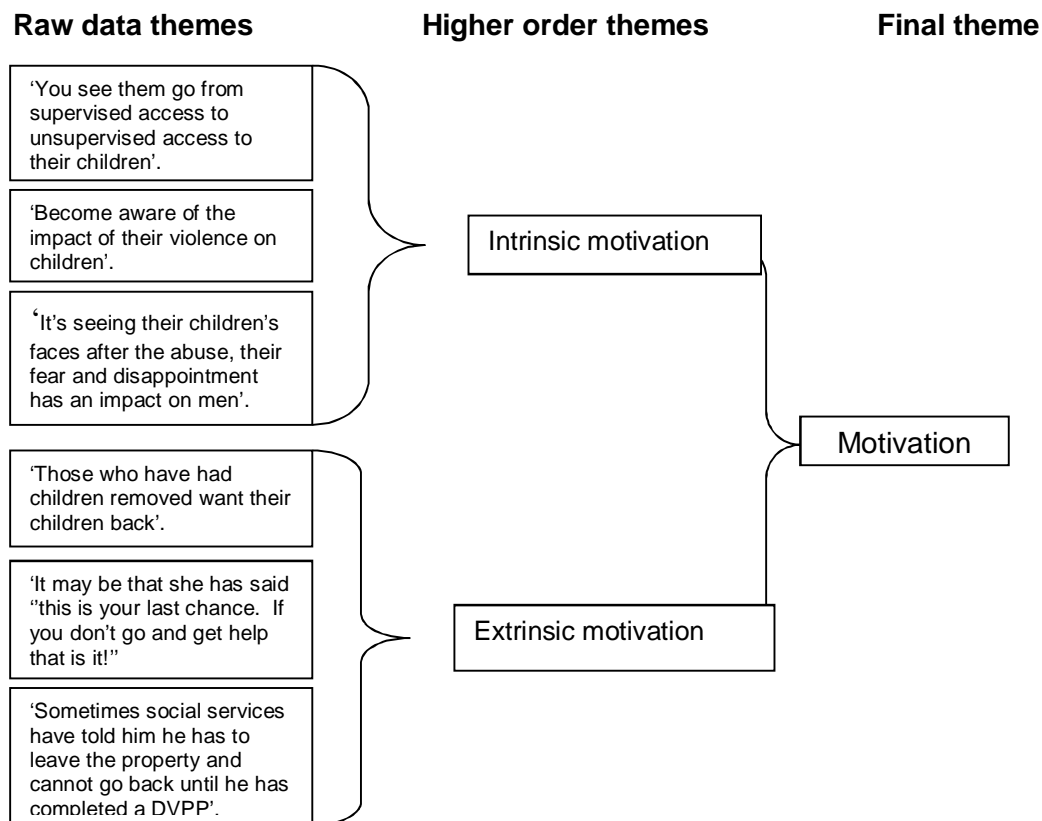 Raw data themes
Higher order themes
Final theme
‘You see them go from
supervised access to
unsupervised access to
their children’.
‘Become aware of the
impact of their violence on
children’.
‘It’s seeing their children’s
faces after the abuse, their
fear and disappointment
has an impact on men’.
Intrinsic motivation
Motivation
‘Those who have had
children removed want their
children back’.
‘It may be that she has said
‘‘this is your last chance.  If
you don’t go and get help
that is it!’’
‘Sometimes social services
have told him he has to
leave the property and
cannot go back until he has
completed a DVPP’.
Extrinsic motivation